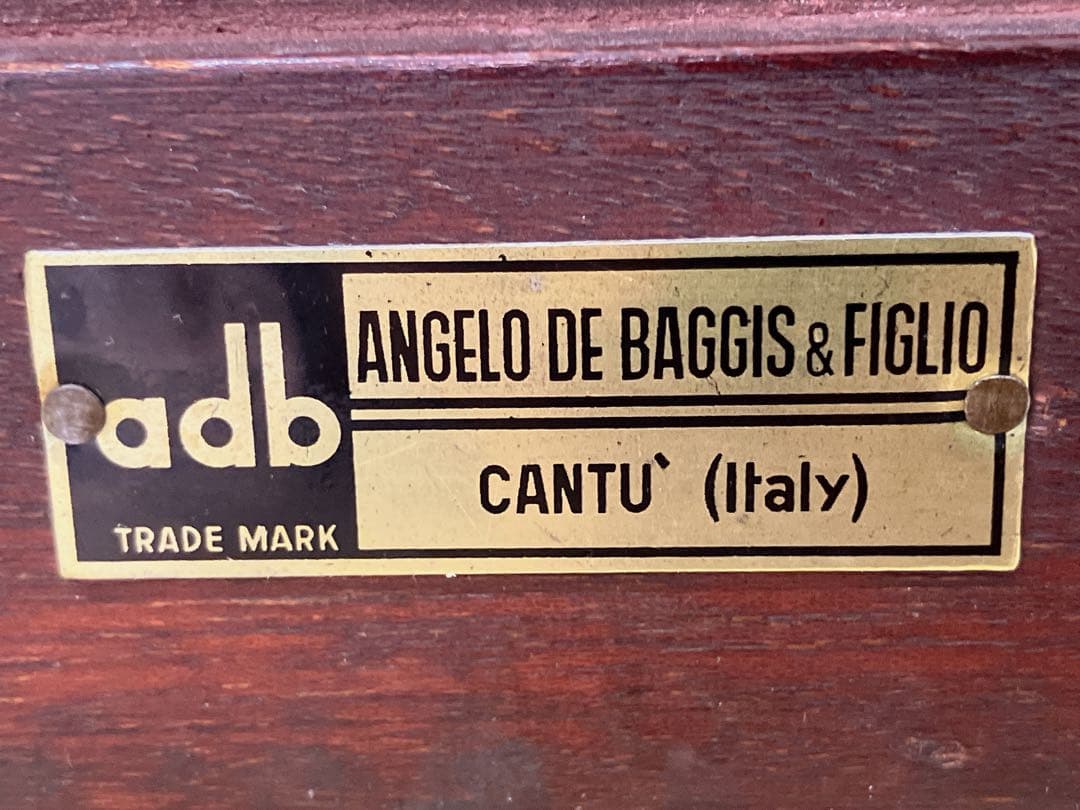 adb
TRADE MARK
ANGELO DE BAGGIS & FIGLIO
CANTU` (Italy)